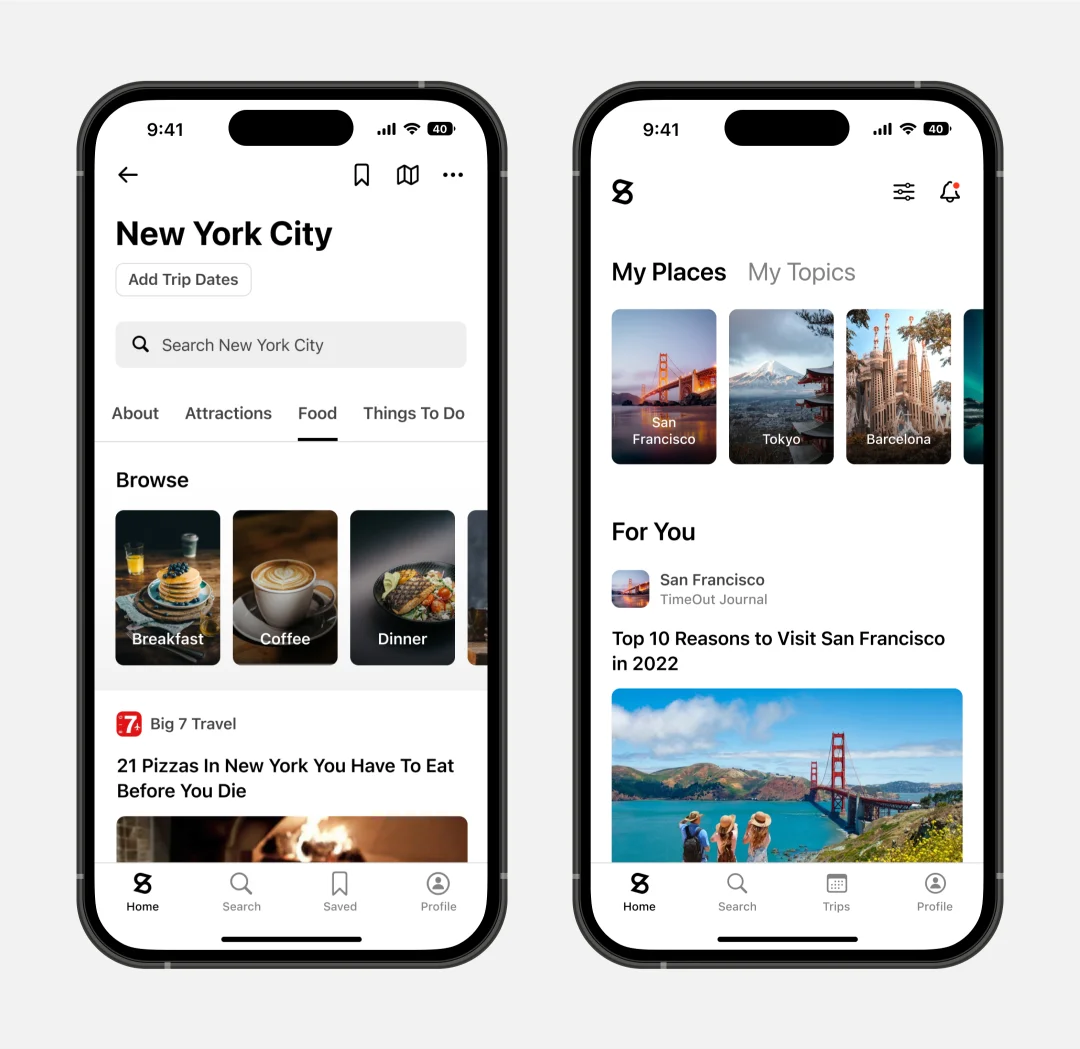 9:41
40
New York City
Add Trip Dates
Search New York City
About Attractions Food Things To Do
Browse
Breakfast Coffee Dinner
7+
Big 7 Travel
21 Pizzas In New York You Have To Eat
Before You Die
Home Search Saved Profile
9:41
40
My Places My Topics
San
Francisco
Tokyo
Barcelona
For You
San Francisco
TimeOut Journal
Top 10 Reasons to Visit San Francisco
in 2022
Home Search Trips Profile